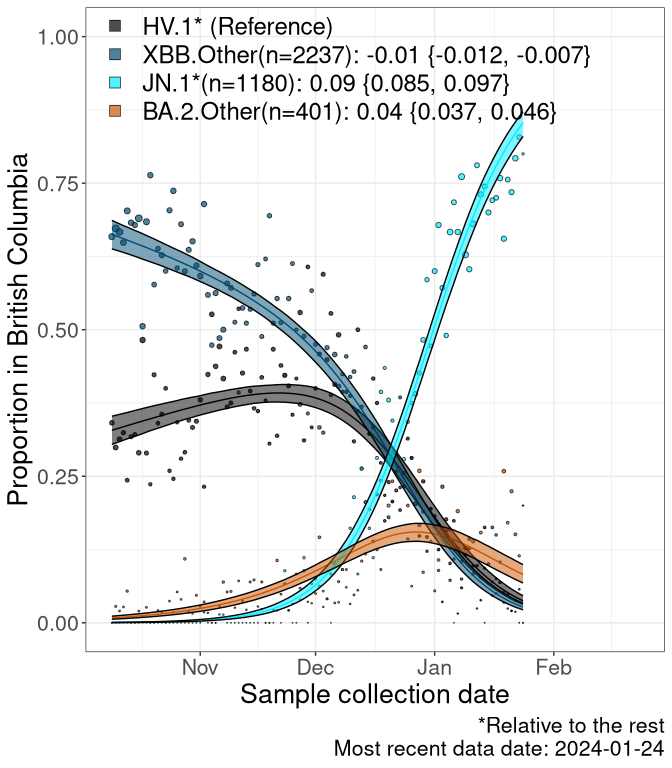 HV.1* (Reference)
XBB.Other(n=2237): -0.01 {-0.012, -0.007}
JN.1*(n=1180): 0.09 {0.085, 0.097}
BA.2.Other(n=401): 0.04 {0.037, 0.046}
1.00
0.75
0.50
0.25
0.00
Proportion in British Columbia
Nov Dec Jan Feb
Sample collection date
*Relative to the rest
Most recent data date: 2024-01-24